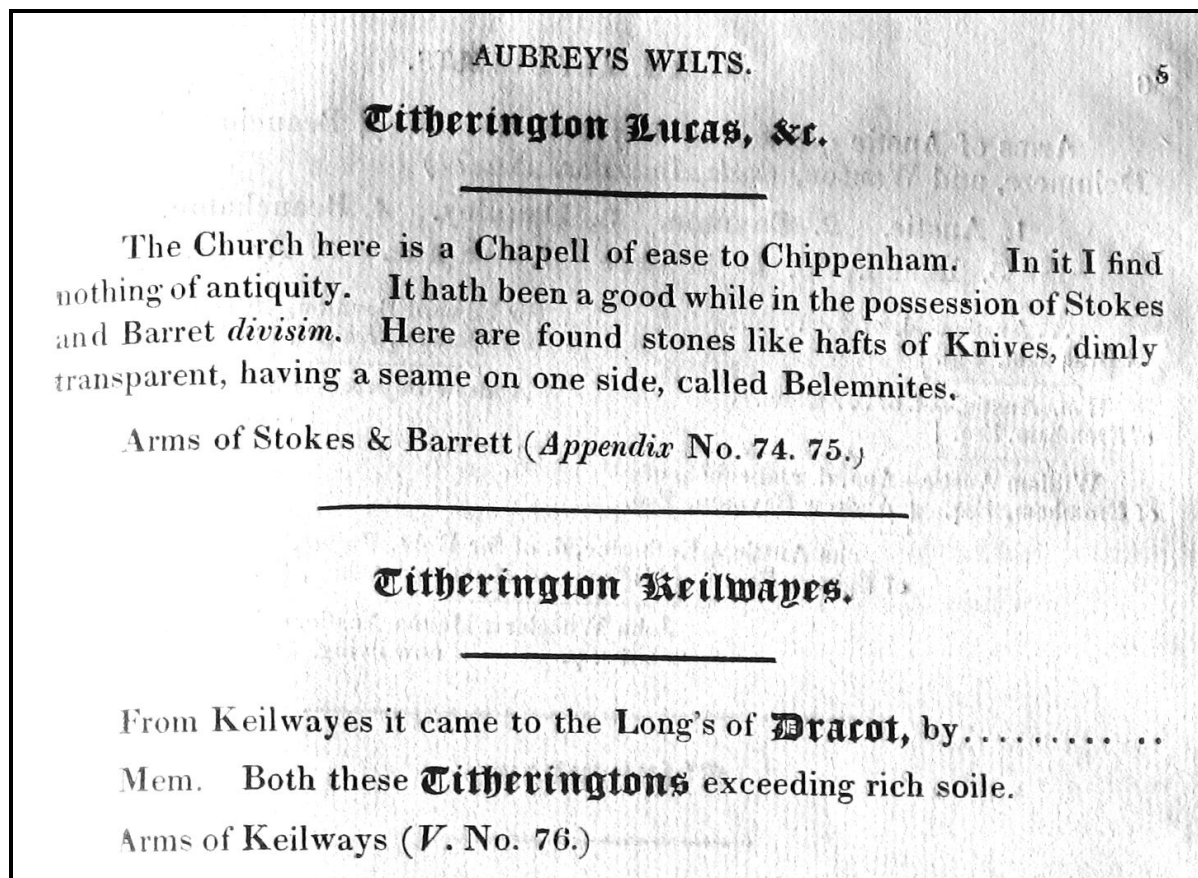 AUBREY'S WILTS.
5
Titherington Lucas, &c.
The Church here is a Chapell of ease to Chippenham. In it I find
nothing of antiquity. It hath been a good while in the possession of Stokes
and Barret divisim. Here are found stones like hafts of Knives, dimly
transparent, having a seame on one side, called Belemnites.
Arms of Stokes & Barrett (Appendix No. 74. 75.)
Titherington Keilwayes.
From Keilwayes it came to the Long's of Dracot, by............
Mem. Both these Titheringtons exceeding rich soile.
Arms of Keilways (V. No. 76.)